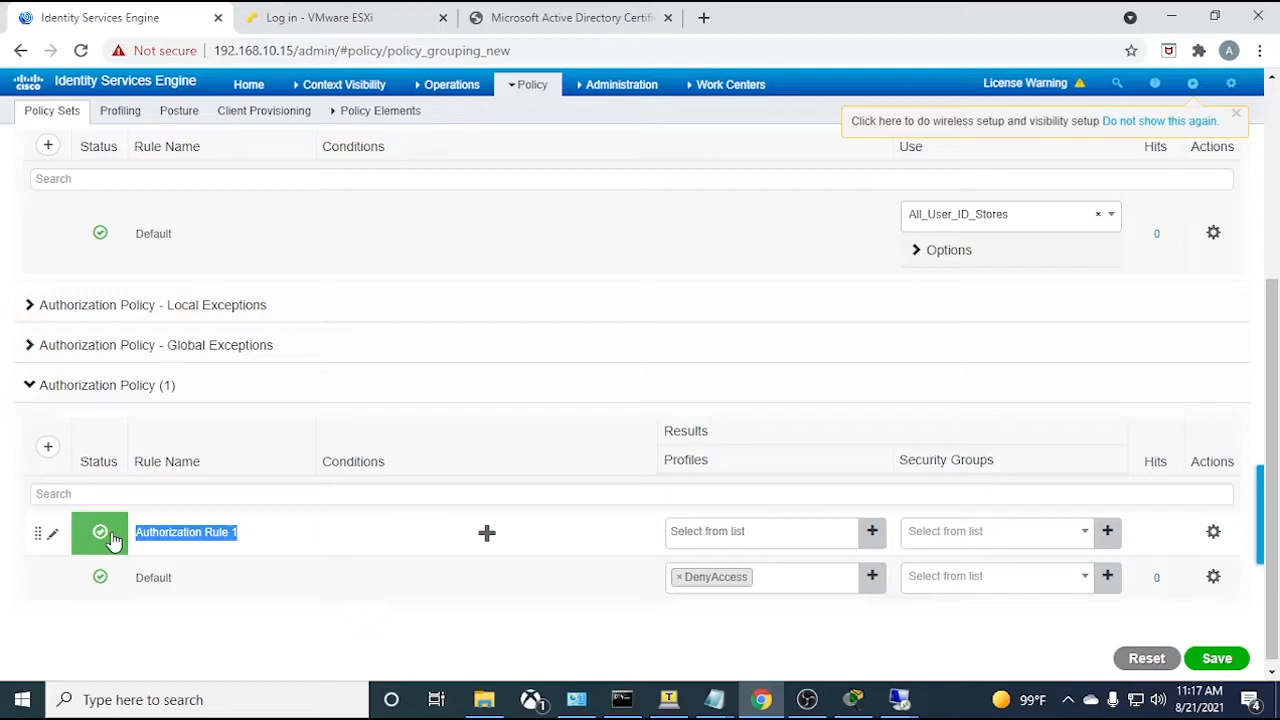 Identity Services Engine
Log in - VMware ESXi
Microsoft Active Directory Certifi
Not secure
192.168.10.15/admin/#policy/policy_grouping_new
A
CISCO
Identity Services Engine
Home
Context Visibility
Operations
Policy
Administration
Work Centers
License Warning
Policy Sets
Profiling
Posture
Client Provisioning
Policy Elements
Click here to do wireless setup and visibility setup Do not show this again.
Status
Rule Name
Conditions
Use
Hits
Actions
Search
All_User_ID_Stores
Default
0
Options
Authorization Policy - Local Exceptions
Authorization Policy - Global Exceptions
Authorization Policy (1)
Results
Status
Rule Name
Conditions
Profiles
Security Groups
Hits
Actions
Search
Authorization Rule 1
Select from list
Select from list
Default
DenyAccess
Select from list
0
Reset
Save
Type here to search
1
99°F
11:17 AM
8/21/2021
4